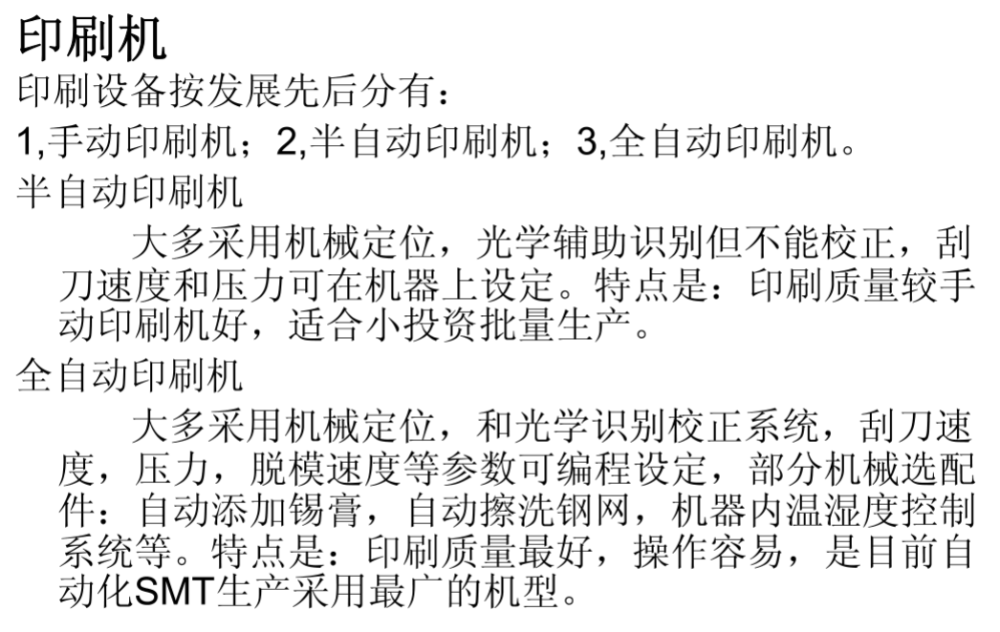 印刷机
印刷设备按发展先后分有：
1,手动印刷机；2,半自动印刷机；3,全自动印刷机。
半自动印刷机
大多采用机械定位，光学辅助识别但不能校正，刮
刀速度和压力可在机器上设定。特点是：印刷质量较手
动印刷机好，适合小投资批量生产。
全自动印刷机
大多采用机械定位，和光学识别校正系统，刮刀速
度，压力，脱模速度等参数可编程设定，部分机械选配
件：自动添加锡膏，自动擦洗钢网，机器内温湿度控制
系统等。特点是：印刷质量最好，操作容易，是目前自
动化SMT生产采用最广的机型。